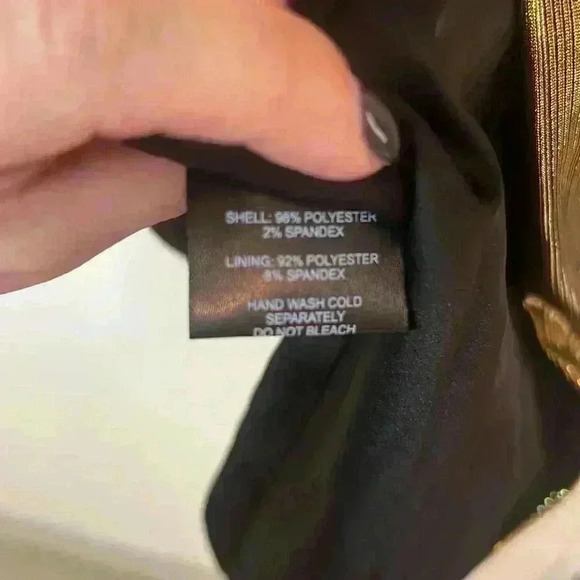 SHELL: 98% POLYESTER
2% SPANDEX
LINING: 92% POLYESTER
8% SPANDEX
HAND WASH COLD
SEPARATELY
DO NOT BLEACH